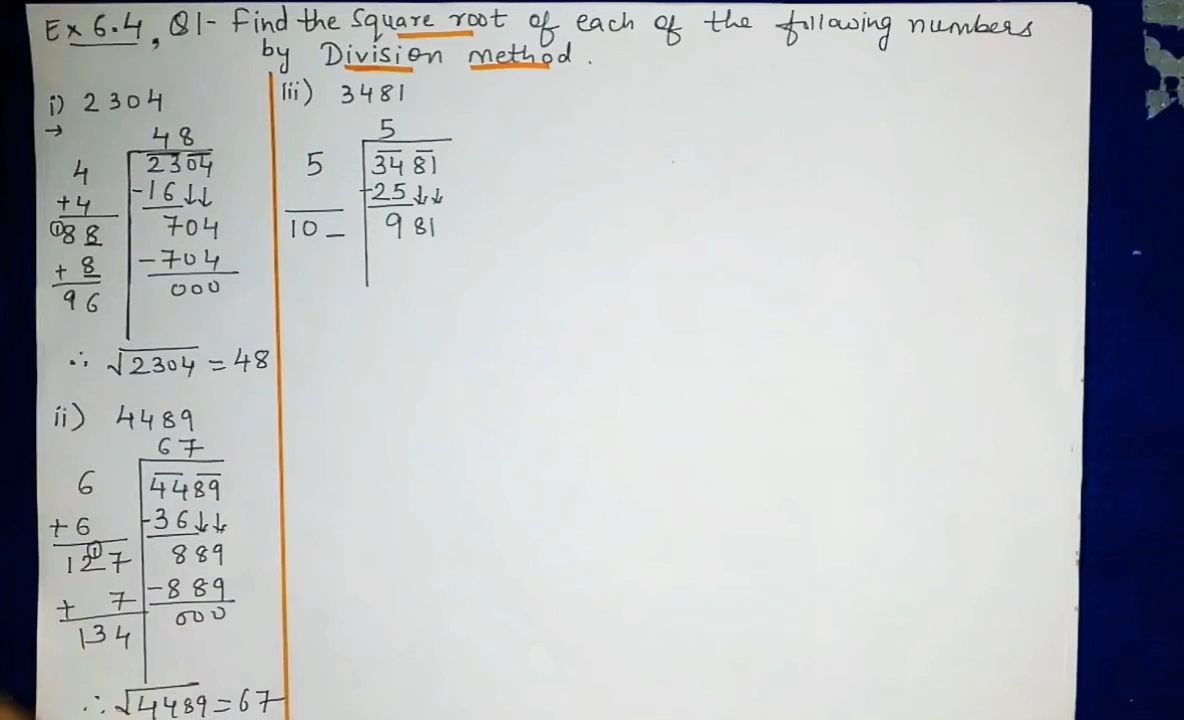 Ex 6.4, Q1- Find the Square root of each of the following numbers
by Division method.
i) 2304
→
48
4 2304
+4 -16↓↓
①88 704
+8 -704
96 000
∴ √2304 = 48
ii) 4489
67
6 4489
+6 -36↓↓
12①7 889
+ 7 -889
134 000
∴ √4489 = 67
iii) 3481
5
5 3481
-25↓↓
10_ 981